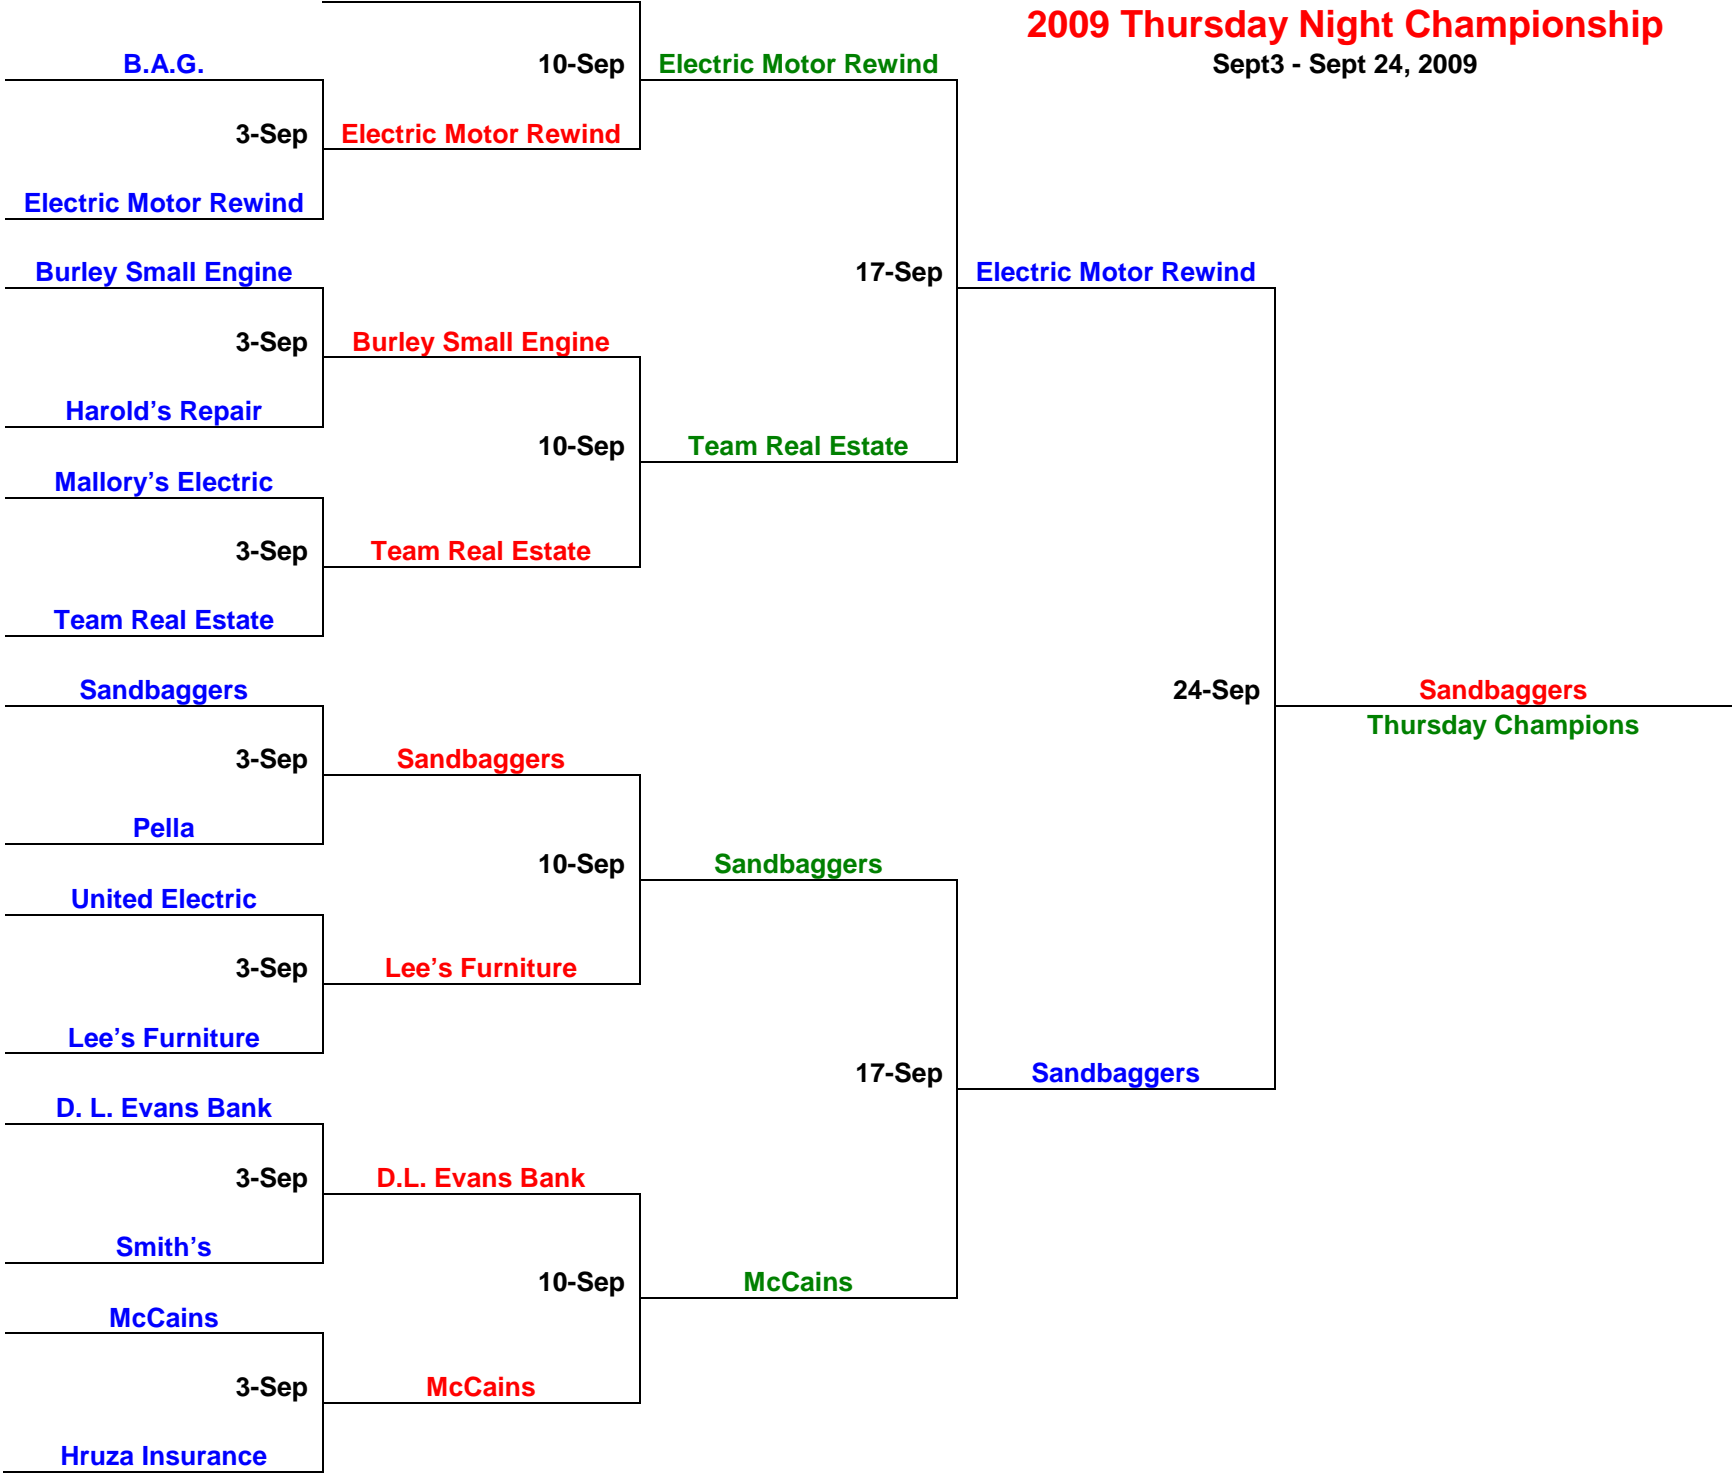 2009 Thursday Night Championship
Sept3 - Sept 24, 2009
B.A.G.
10-Sep
Electric Motor Rewind
3-Sep
Electric Motor Rewind
Electric Motor Rewind
Burley Small Engine
17-Sep
Electric Motor Rewind
3-Sep
Burley Small Engine
Harold’s Repair
10-Sep
Team Real Estate
Mallory’s Electric
3-Sep
Team Real Estate
Team Real Estate
Sandbaggers
24-Sep
Sandbaggers
Thursday Champions
3-Sep
Sandbaggers
Pella
10-Sep
Sandbaggers
United Electric
3-Sep
Lee’s Furniture
Lee’s Furniture
17-Sep
Sandbaggers
D. L. Evans Bank
3-Sep
D.L. Evans Bank
Smith’s
10-Sep
McCains
McCains
3-Sep
McCains
Hruza Insurance